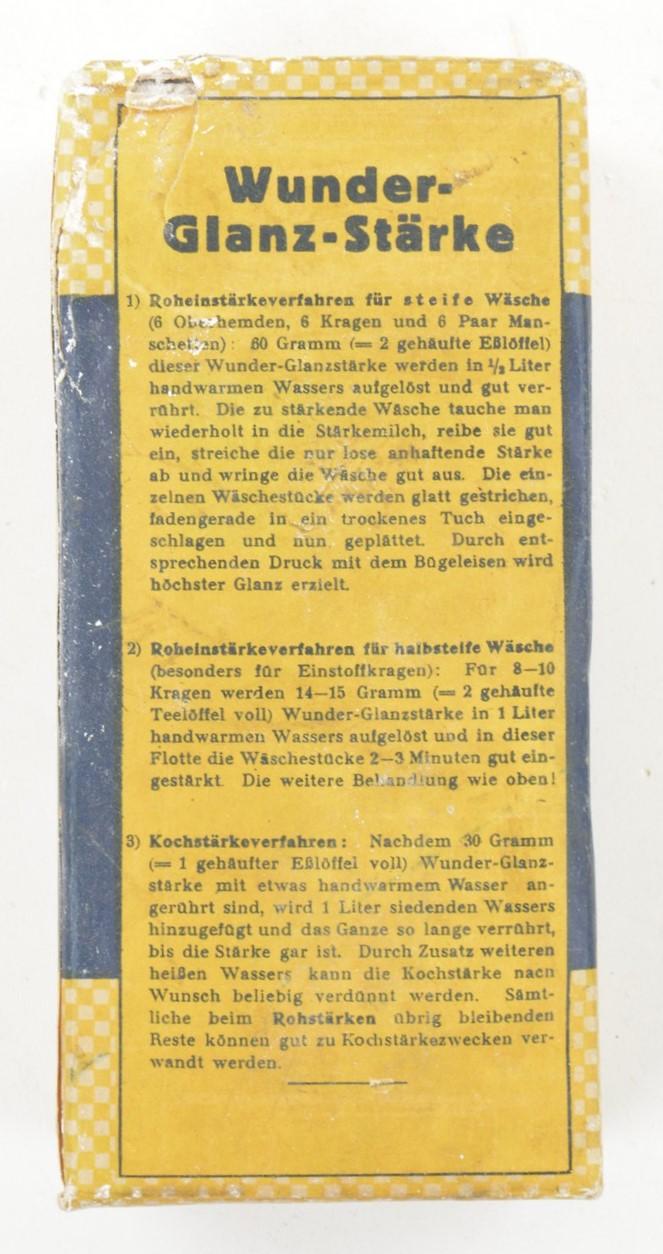 Wunder-
Glanz-Stärke
1) Roheinstärkeverfahren für steife Wäsche
(6 Oberhemden, 6 Kragen und 6 Paar Man-
schetten): 60 Gramm (= 2 gehäufte Eßlöffel)
dieser Wunder-Glanzstärke werden in ½ Liter
handwarmen Wassers aufgelöst und gut ver-
rührt. Die zu stärkende Wäsche tauche man
wiederholt in die Stärkemilch, reibe sie gut
ein, streiche die nur lose anhaftende Stärke
ab und wringe die Wäsche gut aus. Die ein-
zelnen Wäschestücke werden glatt gestrichen,
fadengerade in ein trockenes Tuch einge-
schlagen und nun geplättet. Durch ent-
sprechenden Druck mit dem Bügeleisen wird
höchster Glanz erzielt.
2) Roheinstärkeverfahren für halbsteife Wäsche
(besonders für Einstoffkragen): Für 8—10
Kragen werden 14—15 Gramm (= 2 gehäufte
Teelöffel voll) Wunder-Glanzstärke in 1 Liter
handwarmen Wassers aufgelöst und in dieser
Flotte die Wäschestücke 2—3 Minuten gut ein-
gestärkt. Die weitere Behandlung wie oben!
3) Kochstärkeverfahren: Nachdem 30 Gramm
(= 1 gehäufter Eßlöffel voll) Wunder-Glanz-
stärke mit etwas handwarmem Wasser an-
gerührt sind, wird 1 Liter siedenden Wassers
hinzugefügt und das Ganze so lange verrührt,
bis die Stärke gar ist. Durch Zusatz weiteren
heißen Wassers kann die Kochstärke nach
Wunsch beliebig verdünnt werden. Sämt-
liche beim Rohstärken übrig bleibenden
Reste können gut zu Kochstärkezwecken ver-
wandt werden.